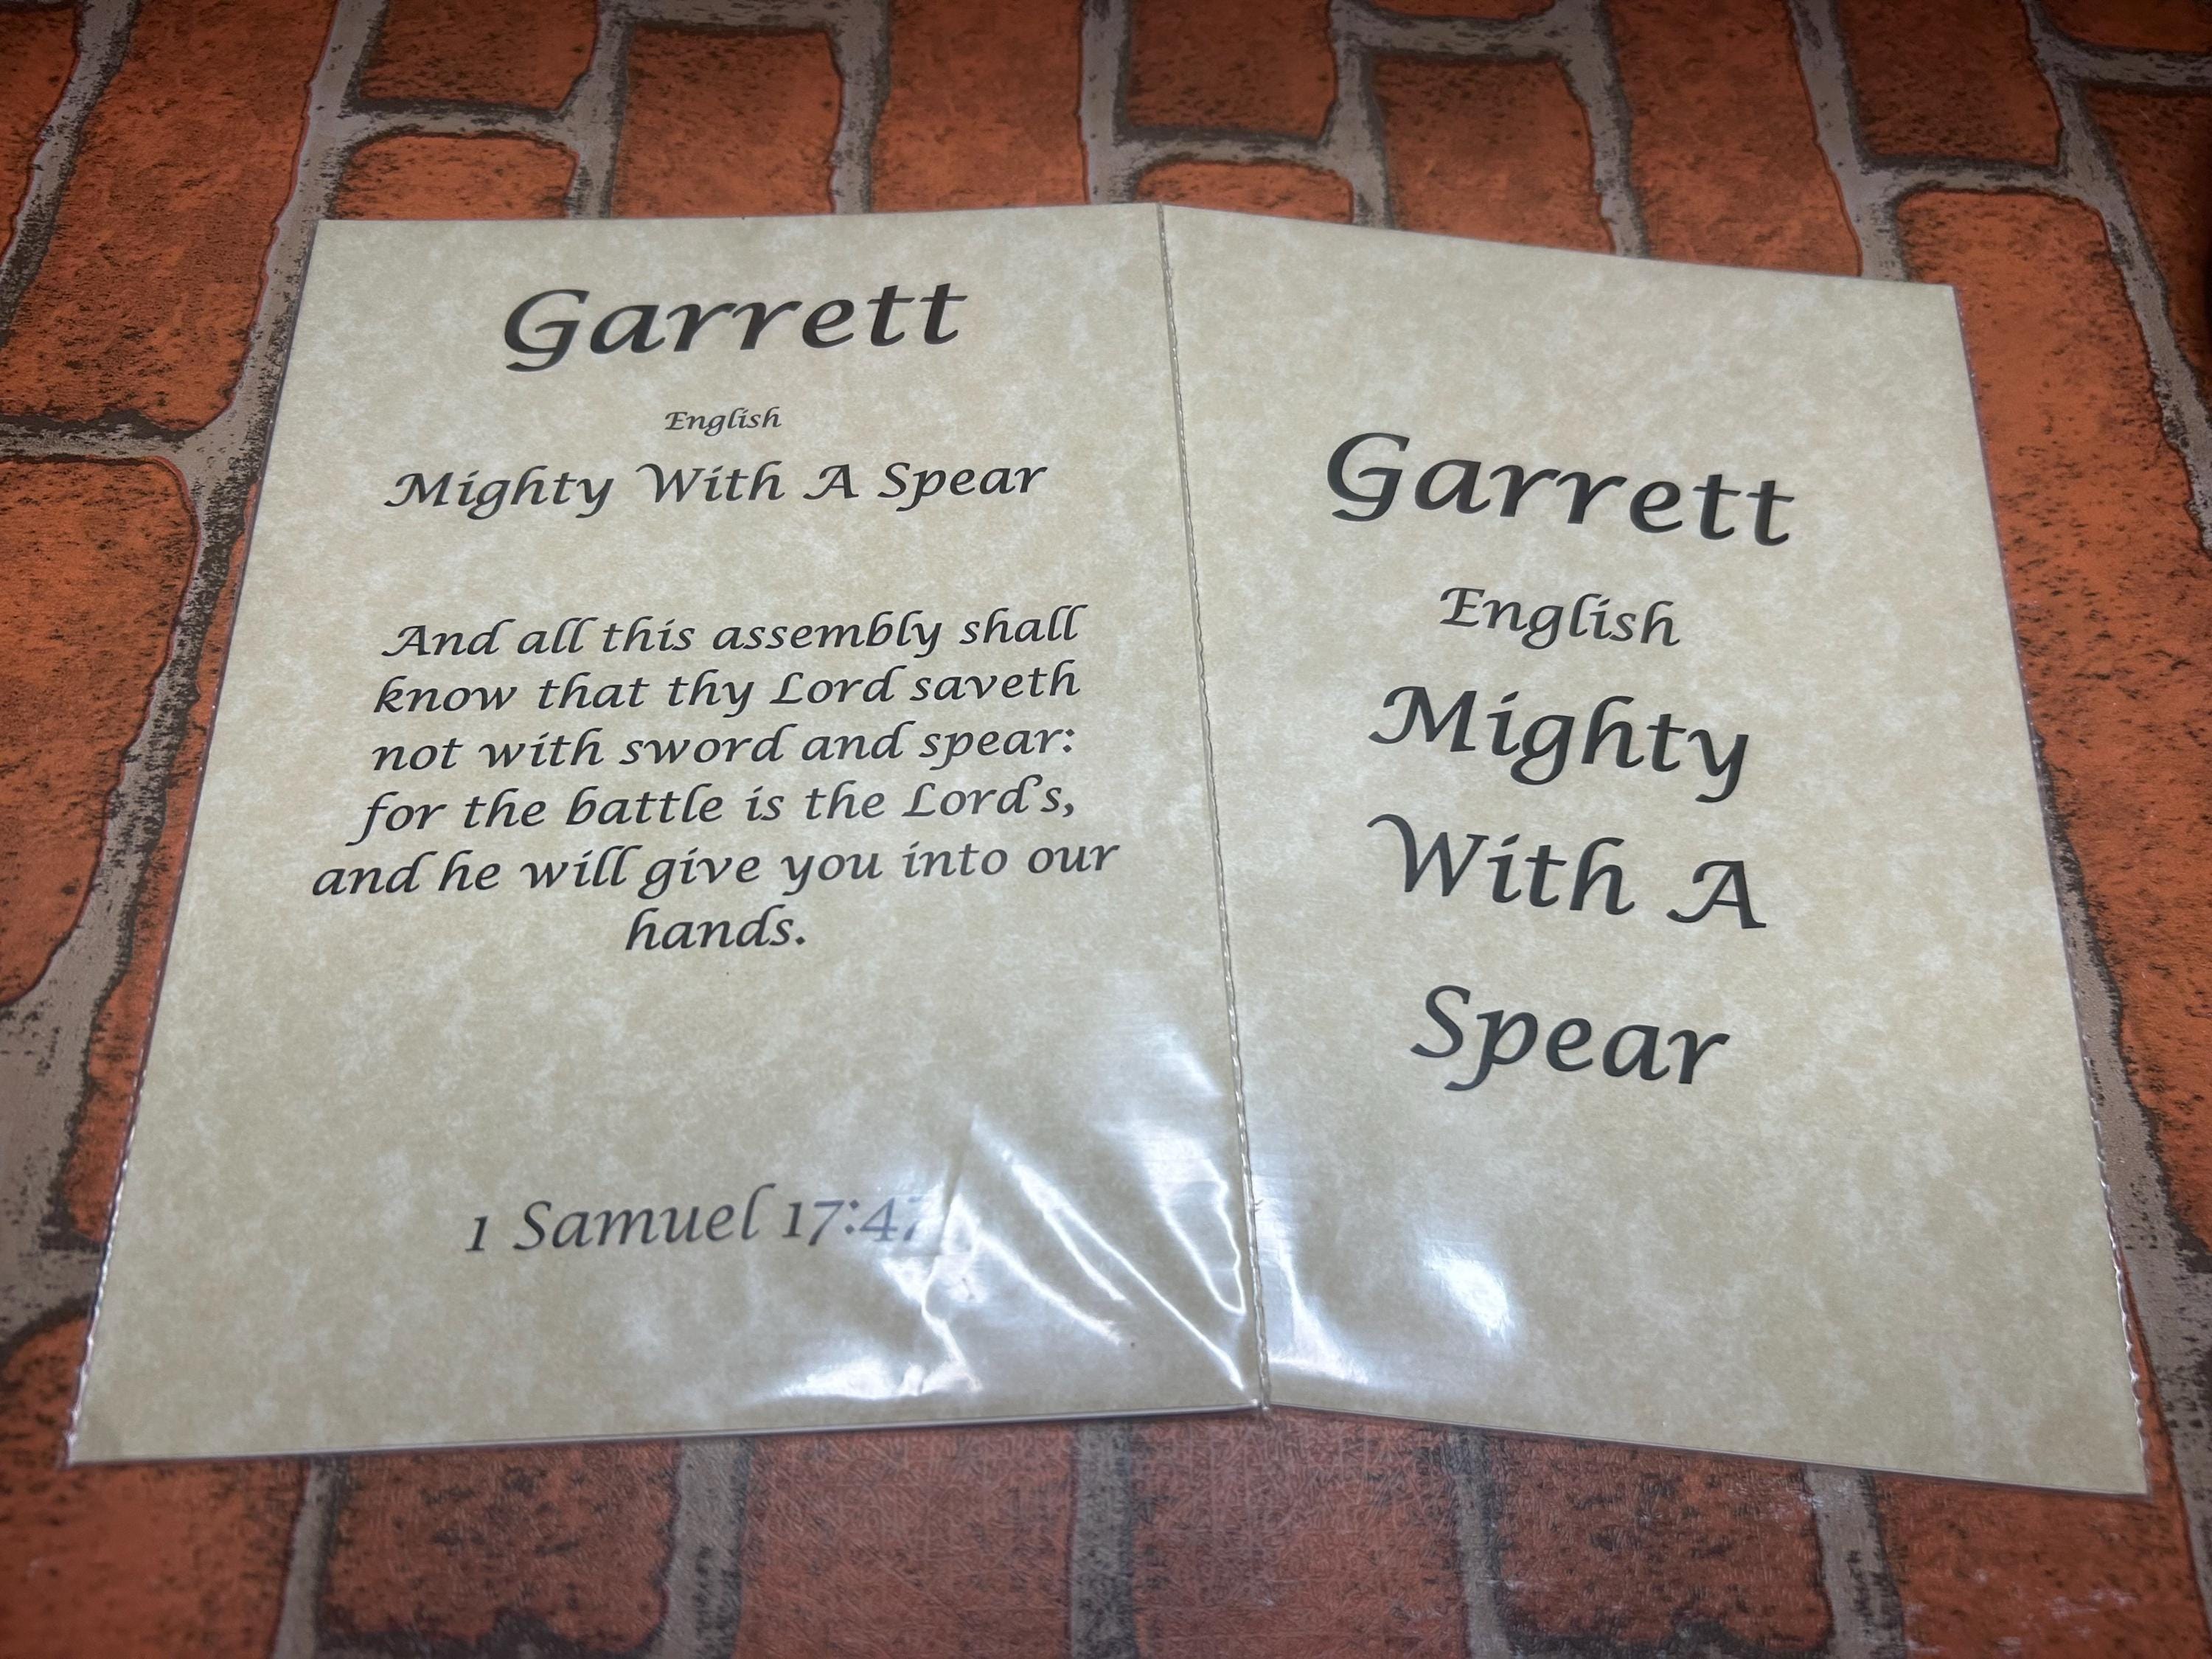 Garrett
English
Mighty With A Spear
And all this assembly shall
know that thy Lord saveth
not with sword and spear:
for the battle is the Lord's,
and he will give you into our
hands.
1 Samuel 17:47
Garrett
English
Mighty
With A
Spear